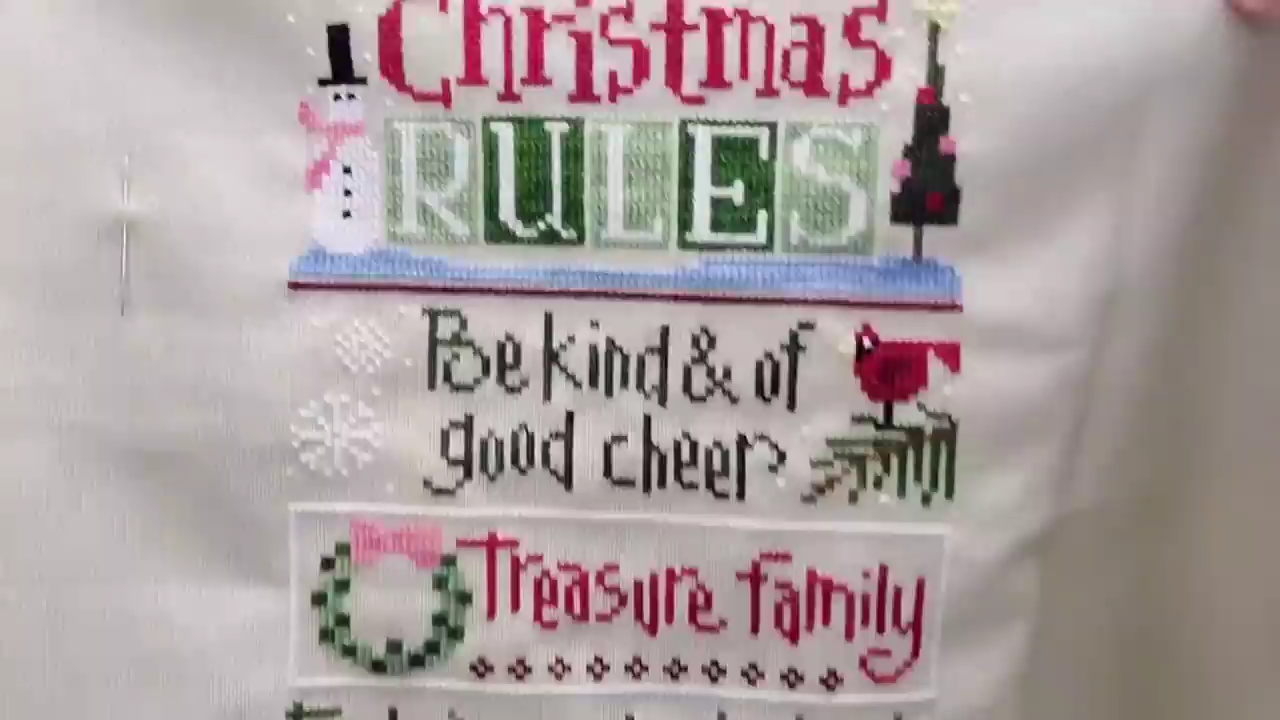 Christmas
RULES
Be kind & of
good cheer
Treasure family